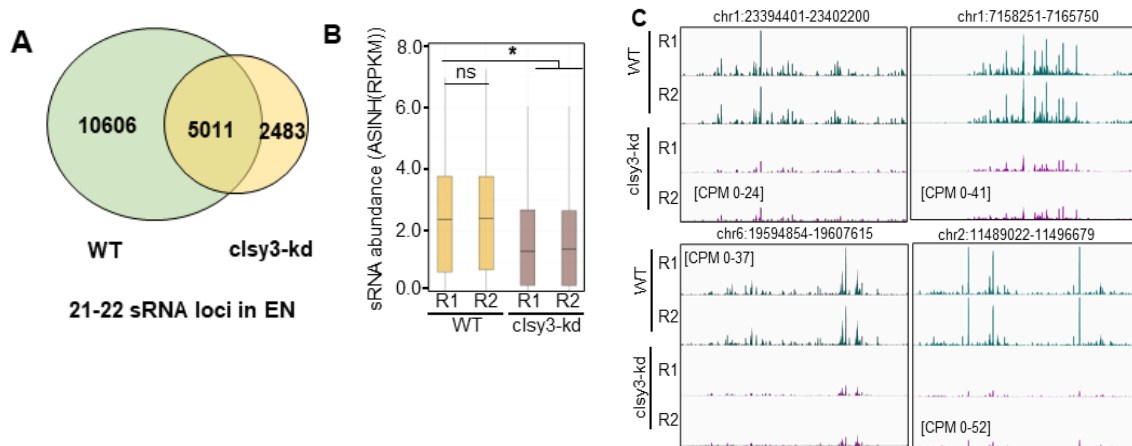 A
10606
5011
2483
WT
clsy3-kd
21-22 sRNA loci in EN
B
sRNA abundance (ASINH(RPKM))
8.0
6.0
4.0
2.0
0.0
*
ns
R1
R2
R1
R2
WT
clsy3-kd
C
chr1:23394401-23402200
chr1:7158251-7165750
WT
R1
R2
clsy3-kd
R1
R2
[CPM 0-24]
[CPM 0-41]
chr6:19594854-19607615
chr2:11489022-11496679
[CPM 0-37]
WT
R1
R2
clsy3-kd
R1
R2
[CPM 0-52]